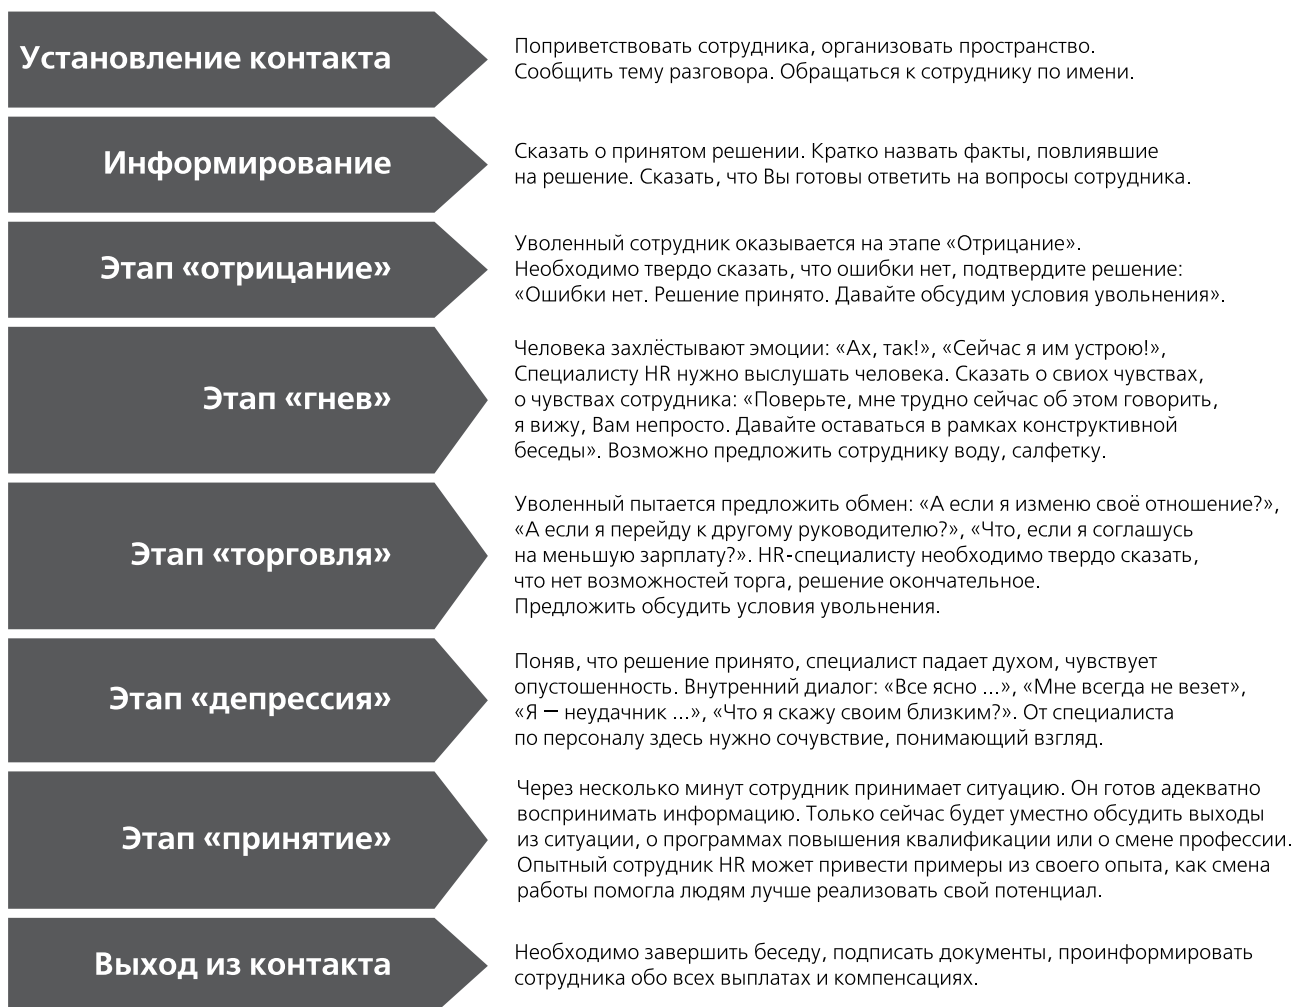 Установление контакта
Поприветствовать сотрудника, организовать пространство.
Сообщить тему разговора. Обращаться к сотруднику по имени.
Информирование
Сказать о принятом решении. Кратко назвать факты, повлиявшие
на решение. Сказать, что Вы готовы ответить на вопросы сотрудника.
Этап «отрицание»
Уволенный сотрудник оказывается на этапе «Отрицание».
Необходимо твердо сказать, что ошибки нет, подтвердите решение:
«Ошибки нет. Решение принято. Давайте обсудим условия увольнения».
Этап «гнев»
Человека захлёстывают эмоции: «Ах, так!», «Сейчас я им устрою!»,
Специалисту HR нужно выслушать человека. Сказать о свиох чувствах,
о чувствах сотрудника: «Поверьте, мне трудно сейчас об этом говорить,
я вижу, Вам непросто. Давайте оставаться в рамках конструктивной
беседы». Возможно предложить сотруднику воду, салфетку.
Этап «торговля»
Уволенный пытается предложить обмен: «А если я изменю своё отношение?»,
«А если я перейду к другому руководителю?», «Что, если я соглашусь
на меньшую зарплату?». HR-специалисту необходимо твердо сказать,
что нет возможностей торга, решение окончательное.
Предложить обсудить условия увольнения.
Этап «депрессия»
Поняв, что решение принято, специалист падает духом, чувствует
опустошенность. Внутренний диалог: «Все ясно ...», «Мне всегда не везет»,
«Я — неудачник ...», «Что я скажу своим близким?». От специалиста
по персоналу здесь нужно сочувствие, понимающий взгляд.
Этап «принятие»
Через несколько минут сотрудник принимает ситуацию. Он готов адекватно
воспринимать информацию. Только сейчас будет уместно обсудить выходы
из ситуации, о программах повышения квалификации или о смене профессии.
Опытный сотрудник HR может привести примеры из своего опыта, как смена
работы помогла людям лучше реализовать свой потенциал.
Выход из контакта
Необходимо завершить беседу, подписать документы, проинформировать
сотрудника обо всех выплатах и компенсациях.